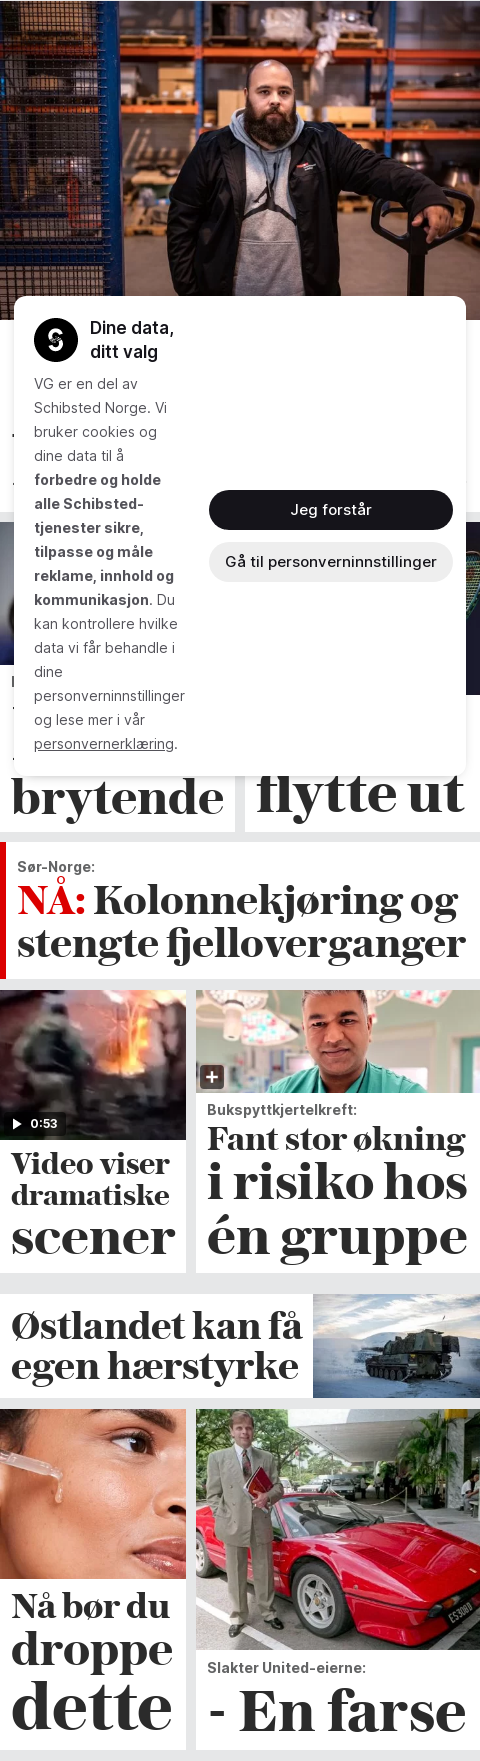 Dine data,
ditt valg
VG er en del av
Schibsted Norge. Vi
bruker cookies og
dine data til å
forbedre og holde
alle Schibsted-
tjenester sikre,
tilpasse og måle
reklame, innhold og
kommunikasjon. Du
kan kontrollere hvilke
data vi får behandle i
dine
personverninnstillinger
og lese mer i vår
personvernerklæring.
Jeg forstår
Gå til personverninnstillinger
brytende
flytte ut
Sør-Norge:
NÅ: Kolonnekjøring og
stengte fjelloverganger
0:53
Video viser
dramatiske
scener
Bukspyttkjertelkreft:
Fant stor økning
i risiko hos
én gruppe
Østlandet kan få
egen hærstyrke
Nå bør du
droppe
dette
ES308D
Slakter United-eierne:
- En farse